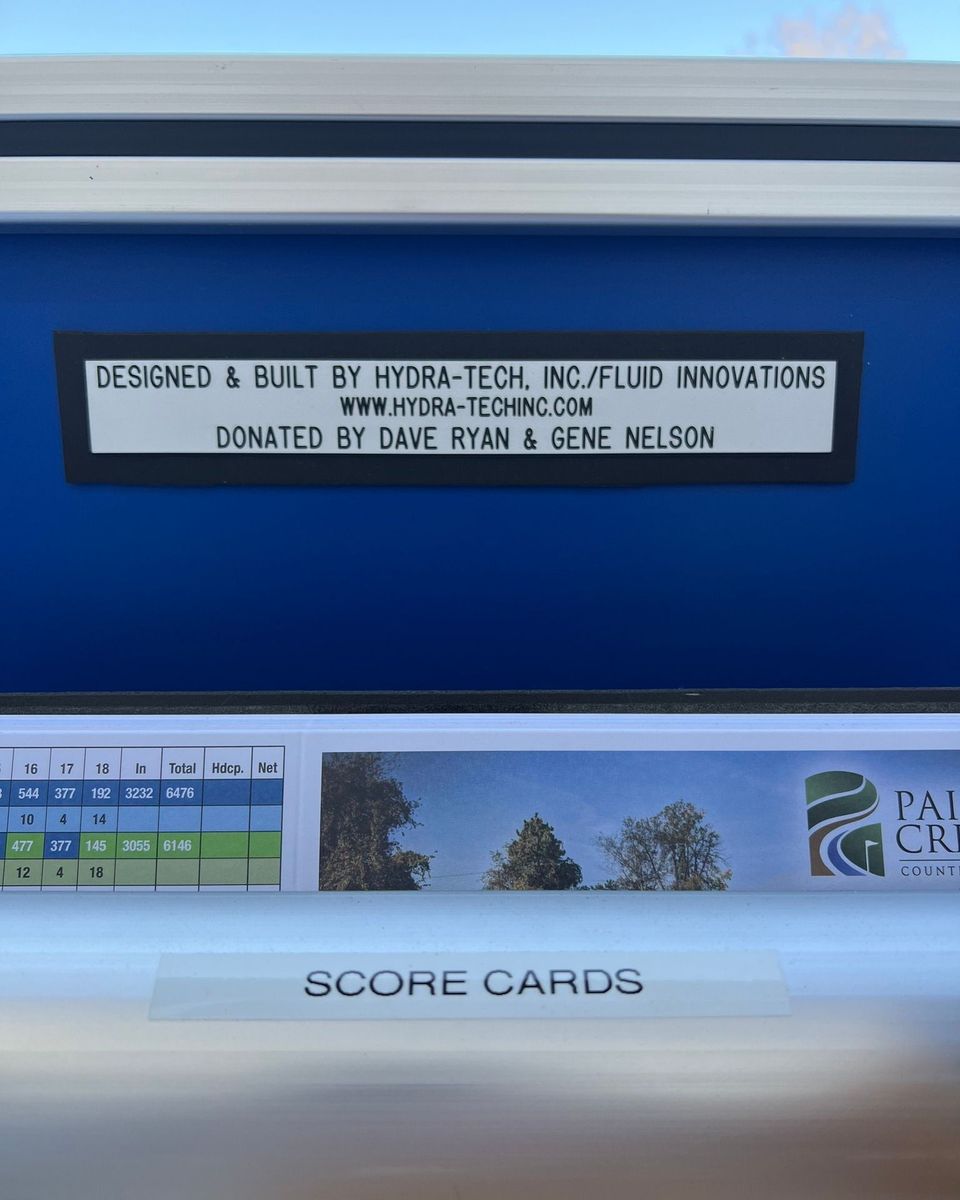 DESIGNED & BUILT BY HYDRA-TECH, INC./FLUID INNOVATIONS
WWW.HYDRA-TECHINC.COM
DONATED BY DAVE RYAN & GENE NELSON
16 17 18 In Total Hdcp. Net
544 377 192 3232 6476
10 4 14
477 377 145 3055 6146
12 4 18
SCORE CARDS